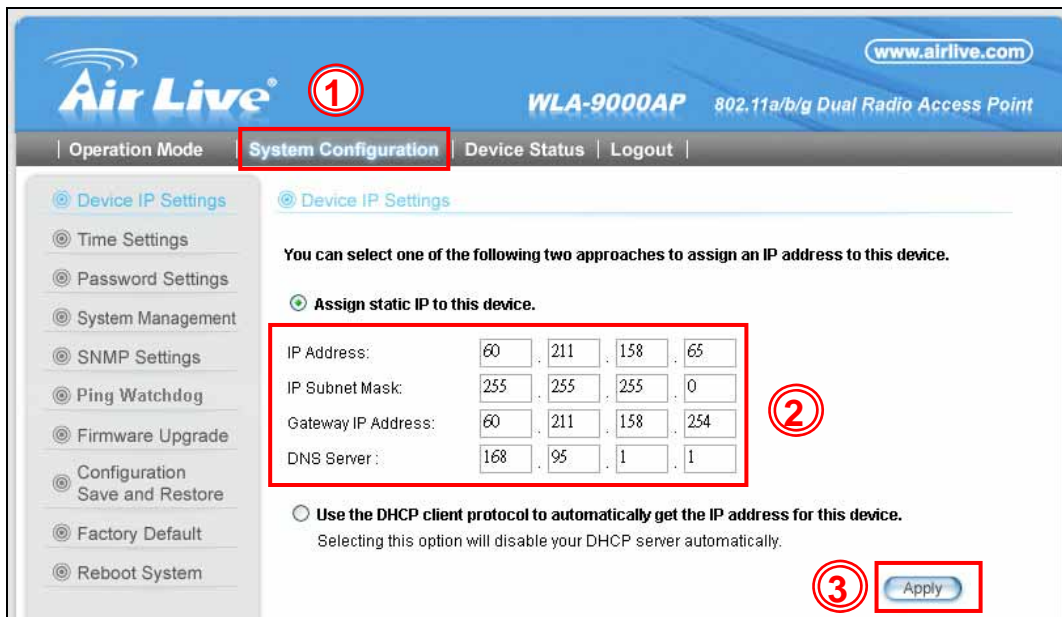 www.airlive.com
Air Live®
1
WLA-9000AP 802.11a/b/g Dual Radio Access Point
| Operation Mode | System Configuration | Device Status | Logout |
Device IP Settings
Time Settings
Password Settings
System Management
SNMP Settings
Ping Watchdog
Firmware Upgrade
Configuration
Save and Restore
Factory Default
Reboot System
Device IP Settings
You can select one of the following two approaches to assign an IP address to this device.
Assign static IP to this device.
IP Address: 60 . 211 . 158 . 65
IP Subnet Mask: 255 . 255 . 255 . 0
Gateway IP Address: 60 . 211 . 158 . 254
DNS Server : 168 . 95 . 1 . 1
2
Use the DHCP client protocol to automatically get the IP address for this device.
Selecting this option will disable your DHCP server automatically.
3
Apply